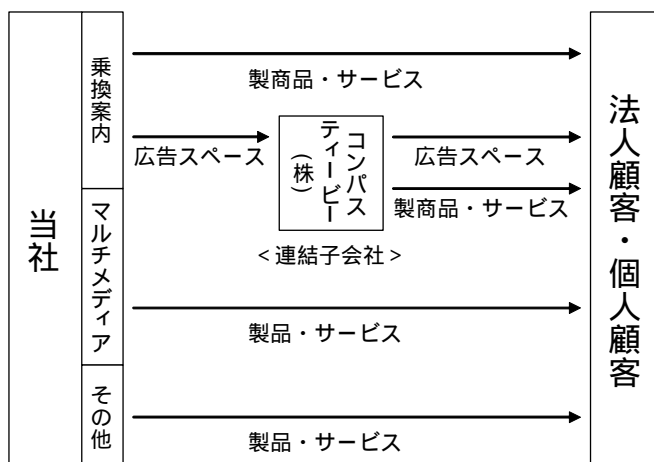 当社
乗換案内
マルチメディア
その他
製商品・サービス
広告スペース
コンパス
ティービー
(株)
<連結子会社>
広告スペース
製商品・サービス
製品・サービス
製品・サービス
法人顧客・個人顧客